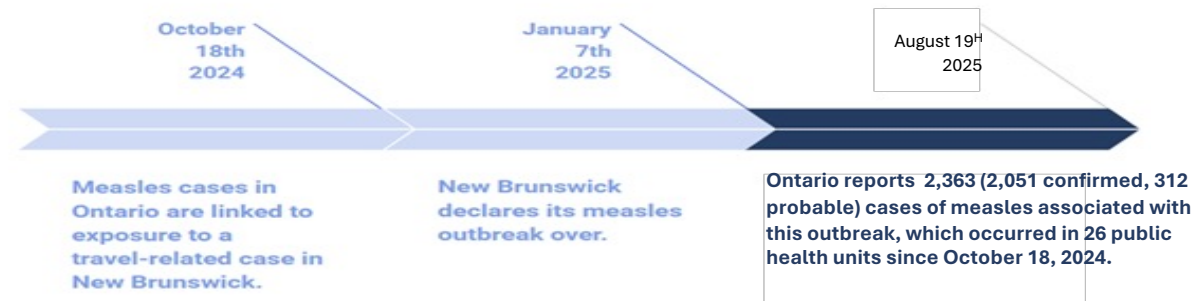 October
18th
2024
January
7th
2025
August 19H
2025
Measles cases in
Ontario are linked to
exposure to a
travel-related case in
New Brunswick.
New Brunswick
declares its measles
outbreak over.
Ontario reports  2,363 (2,051 confirmed, 312
probable) cases of measles associated with
this outbreak, which occurred in 26 public
health units since October 18, 2024.